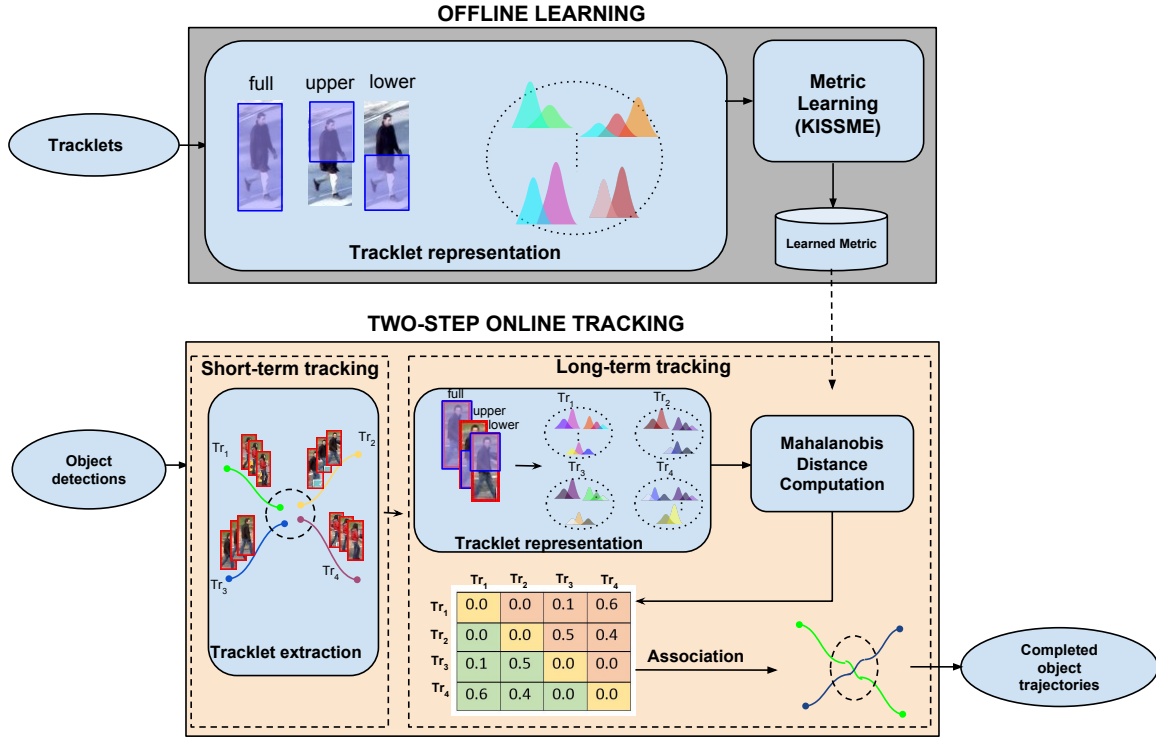 OFFLINE LEARNING
full
upper
lower
Tracklets
Metric
Learning
(KISSME)
Tracklet representation
Learned Metric
TWO-STEP ONLINE TRACKING
Short-term tracking
Long-term tracking
Object
detections
Tr1
Tr2
Tr3
Tr4
Tracklet extraction
full
upper
lower
Tr1
Tr2
Tr3
Tr4
Tracklet representation
Mahalanobis
Distance
Computation
Tr1 Tr2 Tr3 Tr4
Tr1 0.0 0.0 0.1 0.6
Tr2 0.0 0.0 0.5 0.4
Tr3 0.1 0.5 0.0 0.0
Tr4 0.6 0.4 0.0 0.0
Association
Completed
object
trajectories